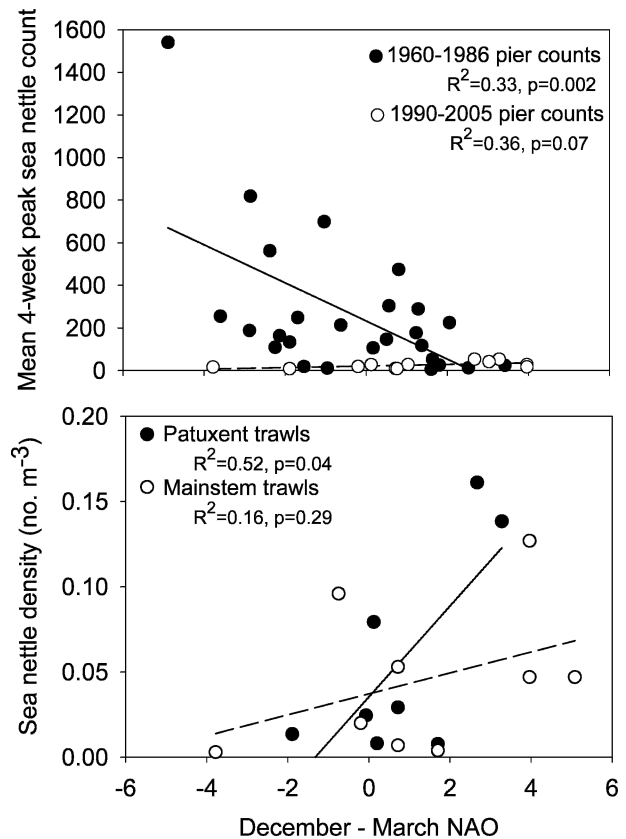 1600
1400
1200
1000
800
600
400
200
0
Mean 4-week peak sea nettle count
1960-1986 pier counts
R²=0.33, p=0.002
1990-2005 pier counts
R²=0.36, p=0.07
0.20
0.15
0.10
0.05
0.00
Sea nettle density (no. m⁻³)
Patuxent trawls
R²=0.52, p=0.04
Mainstem trawls
R²=0.16, p=0.29
-6 -4 -2 0 2 4 6
December - March NAO